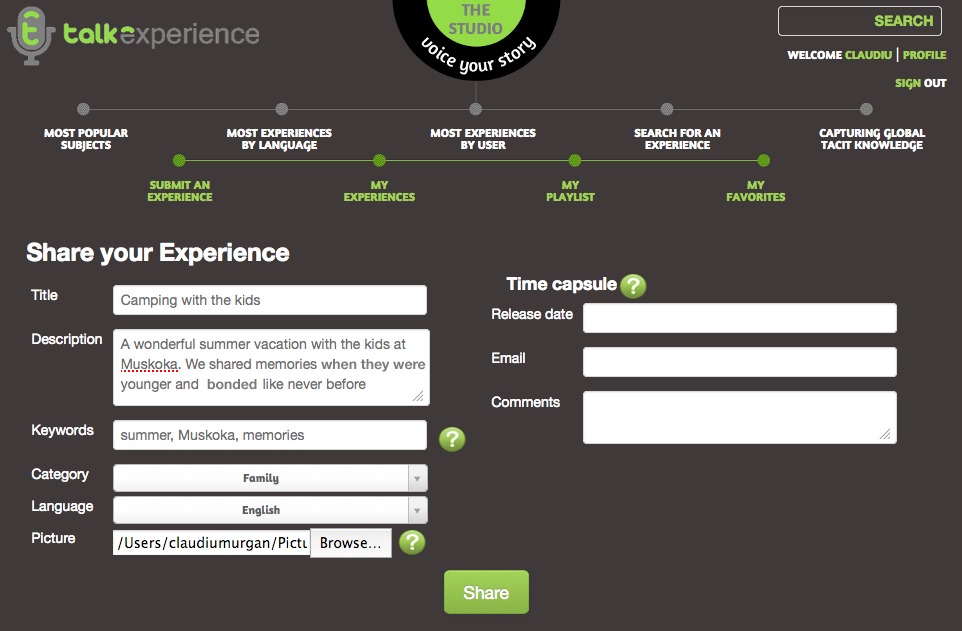 talkexperience
THE
STUDIO
voice your story
SEARCH
WELCOME CLAUDIU | PROFILE
SIGN OUT
MOST POPULAR
SUBJECTS
MOST EXPERIENCES
BY LANGUAGE
MOST EXPERIENCES
BY USER
SEARCH FOR AN
EXPERIENCE
CAPTURING GLOBAL
TACIT KNOWLEDGE
SUBMIT AN
EXPERIENCE
MY
EXPERIENCES
MY
PLAYLIST
MY
FAVORITES
Share your Experience
Title
Camping with the kids
Description
A wonderful summer vacation with the kids at
Muskoka. We shared memories when they were
younger and bonded like never before
Keywords
summer, Muskoka, memories
?
Category
Family
Language
English
Picture
/Users/claudiumurgan/Pictu
Browse...
?
Time capsule
?
Release date
Email
Comments
Share